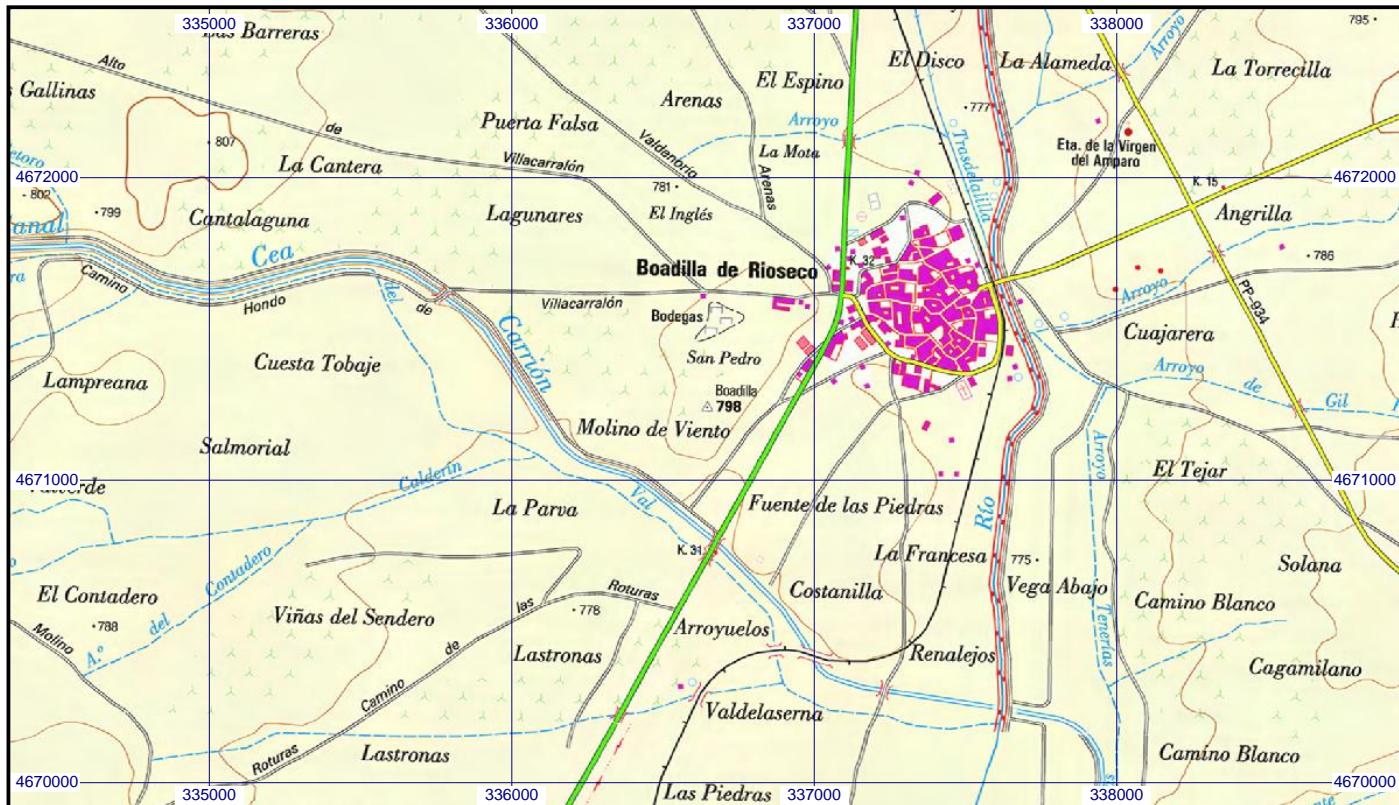 335000 336000 337000 338000
795
Las Barreras
Alto
Gallinas
El Disco
La Alameda
Arroyo
La Torrecilla
El Espino
Arenas
777
Puerta Falsa
Arroyo
Trasdelalilla
807
de
Valdanorio
La Mota
Eta. de la Virgen
del Amparo
La Cantera
Villacarralón
4672000
4672000
802
781
Arenas
K. 15
799
Cantalaguna
Lagunares
El Inglés
Angrilla
Cea
786
Boadilla de Rioseco
K. 32
Camino
Hondo
de
Villacarralón
Arroyo
PP-934
del
Bodegas
Carrión
San Pedro
Cuajarera
Cuesta Tobaje
Lampreana
Boadilla
798
Arroyo
de
Gil
Molino de Viento
Salmorial
Arroyo
El Tejar
4671000
4671000
Calderín
Val
La Parva
Fuente de las Piedras
Río
K. 31
La Francesa
775
Vega Abajo
Solana
Contadero
El Contadero
Costanilla
Camino Blanco
Roturas
las
778
788
del
A.º
Molino
Viñas del Sendero
Arroyuelos
Tenerías
de
Lastronas
Renalejos
Cagamilano
Camino
Valdelaserna
Roturas
Lastronas
Camino Blanco
4670000
4670000
335000 336000 337000 338000
Las Piedras